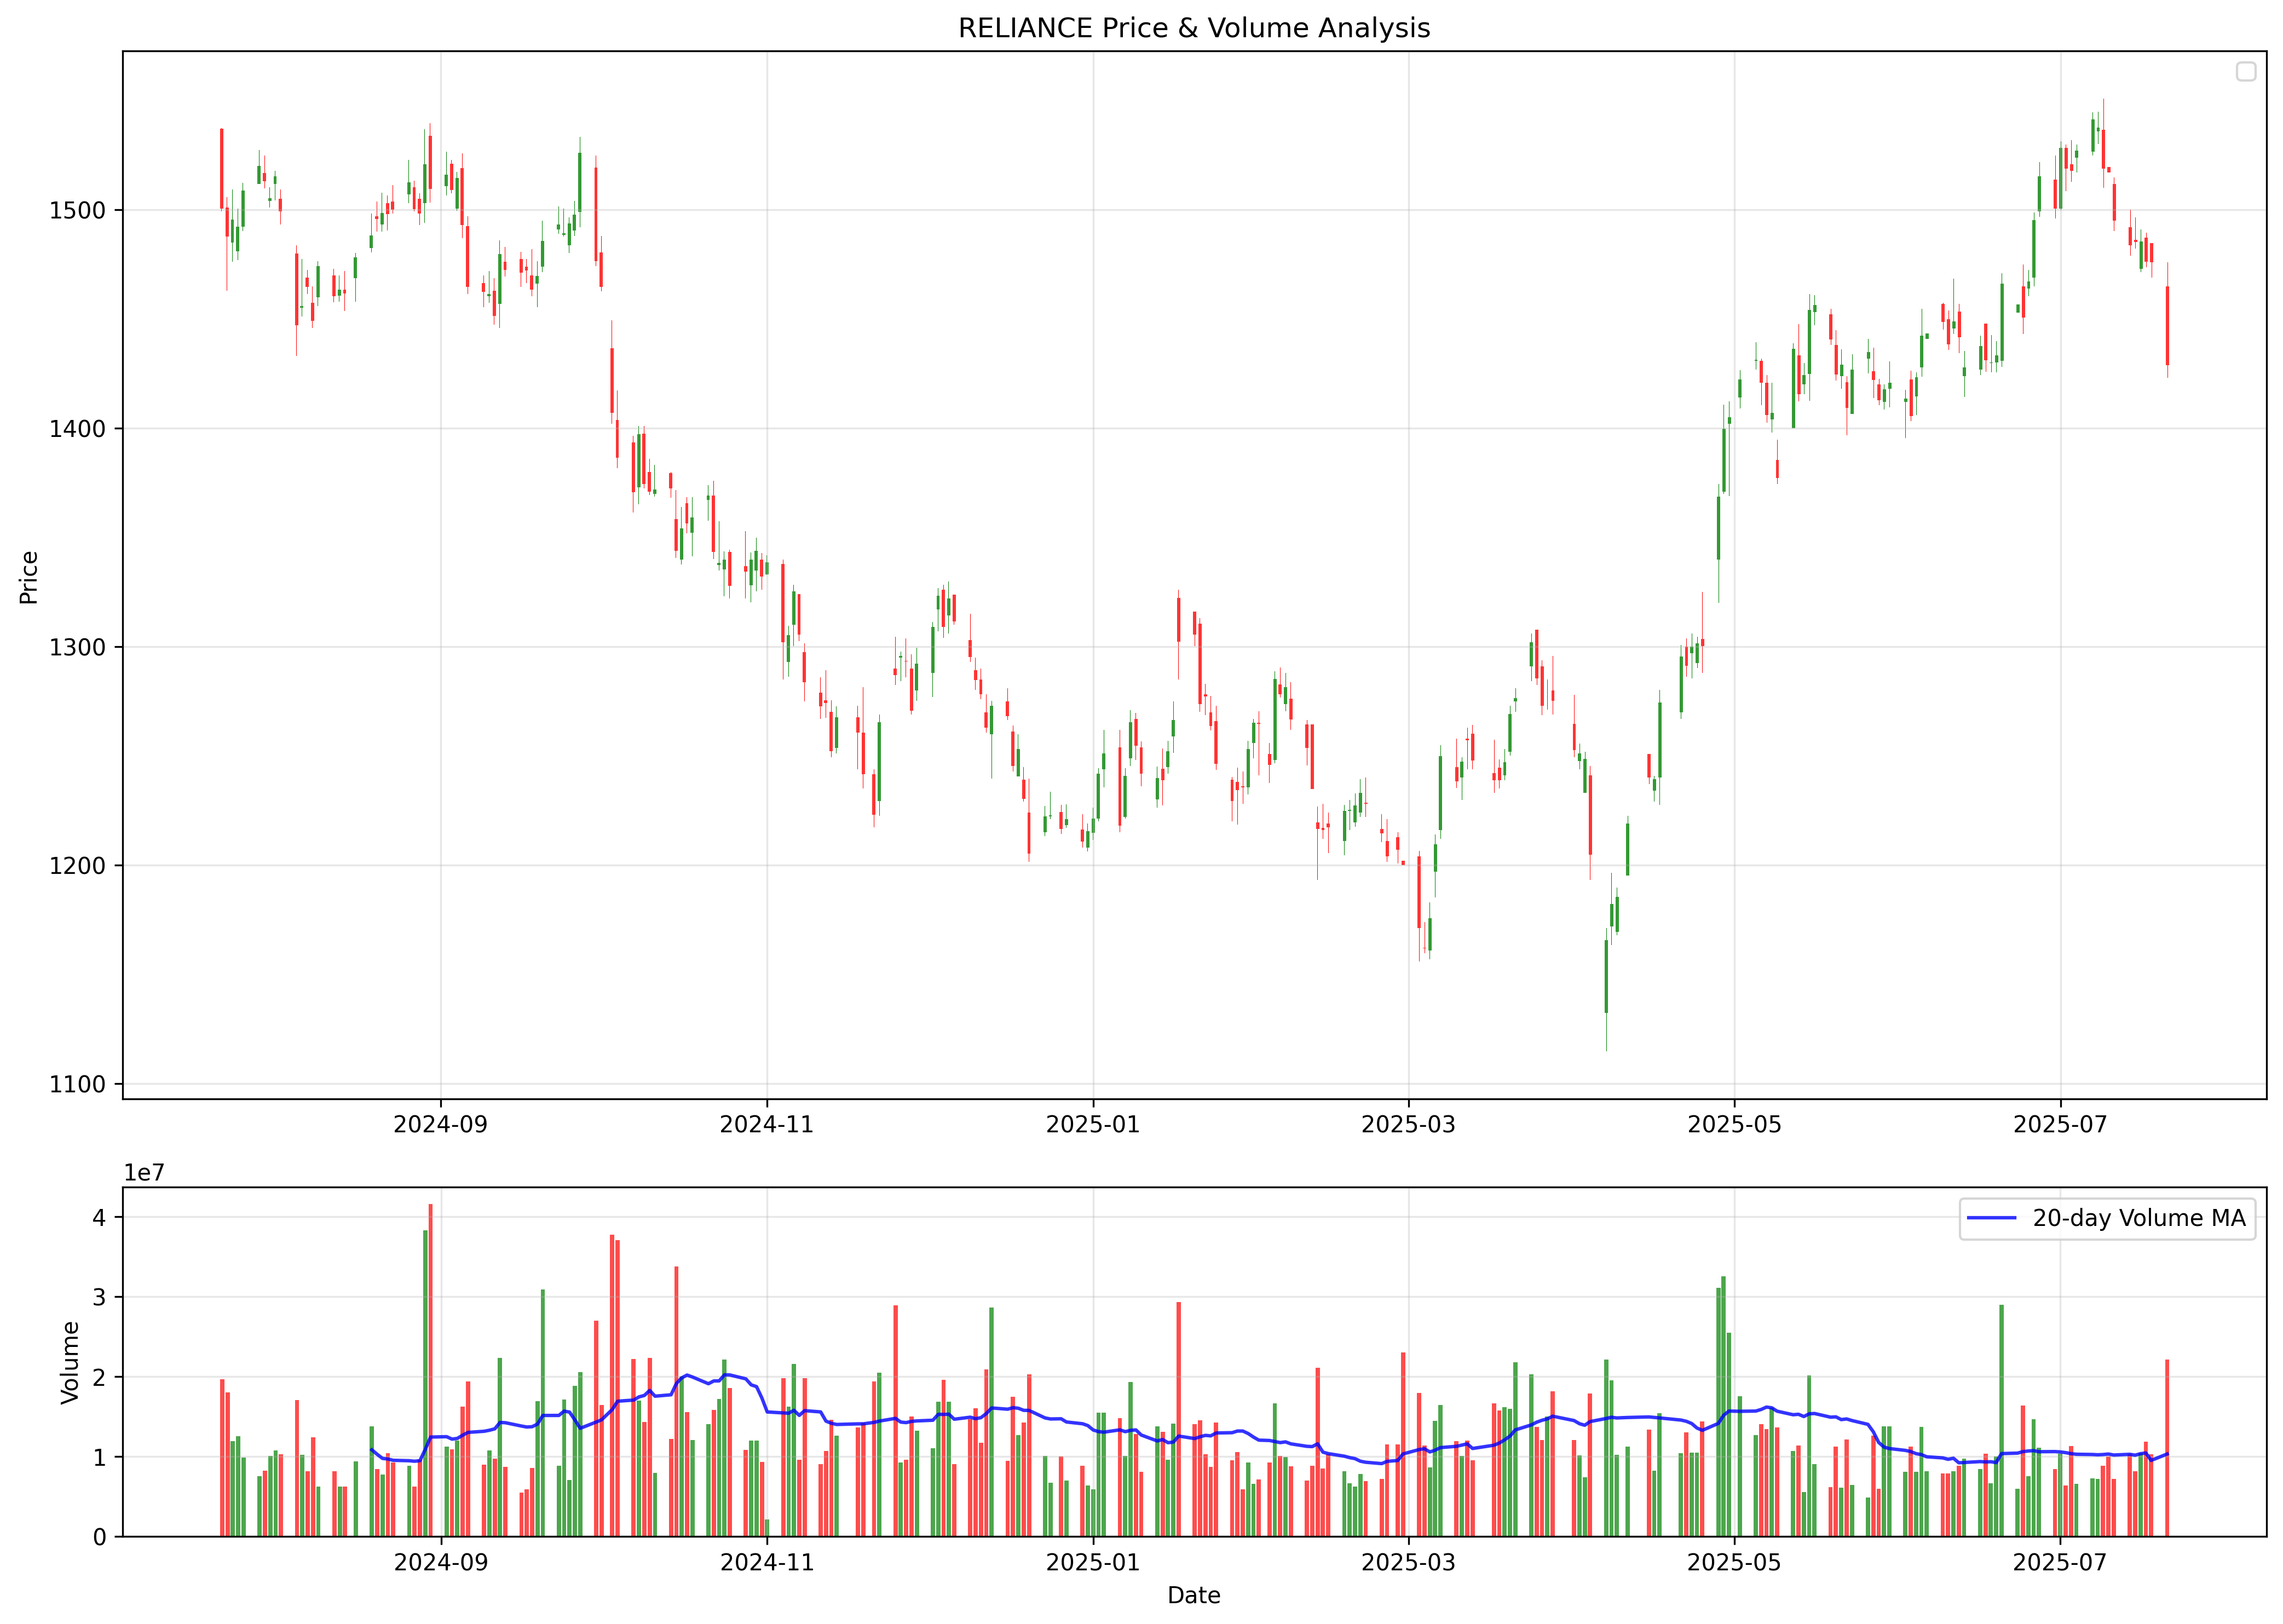 RELIANCE Price & Volume Analysis
Price
1500
1400
1300
1200
1100
2024-09 2024-11 2025-01 2025-03 2025-05 2025-07
1e7
20-day Volume MA
Volume
4
3
2
1
0
2024-09 2024-11 2025-01 2025-03 2025-05 2025-07
Date